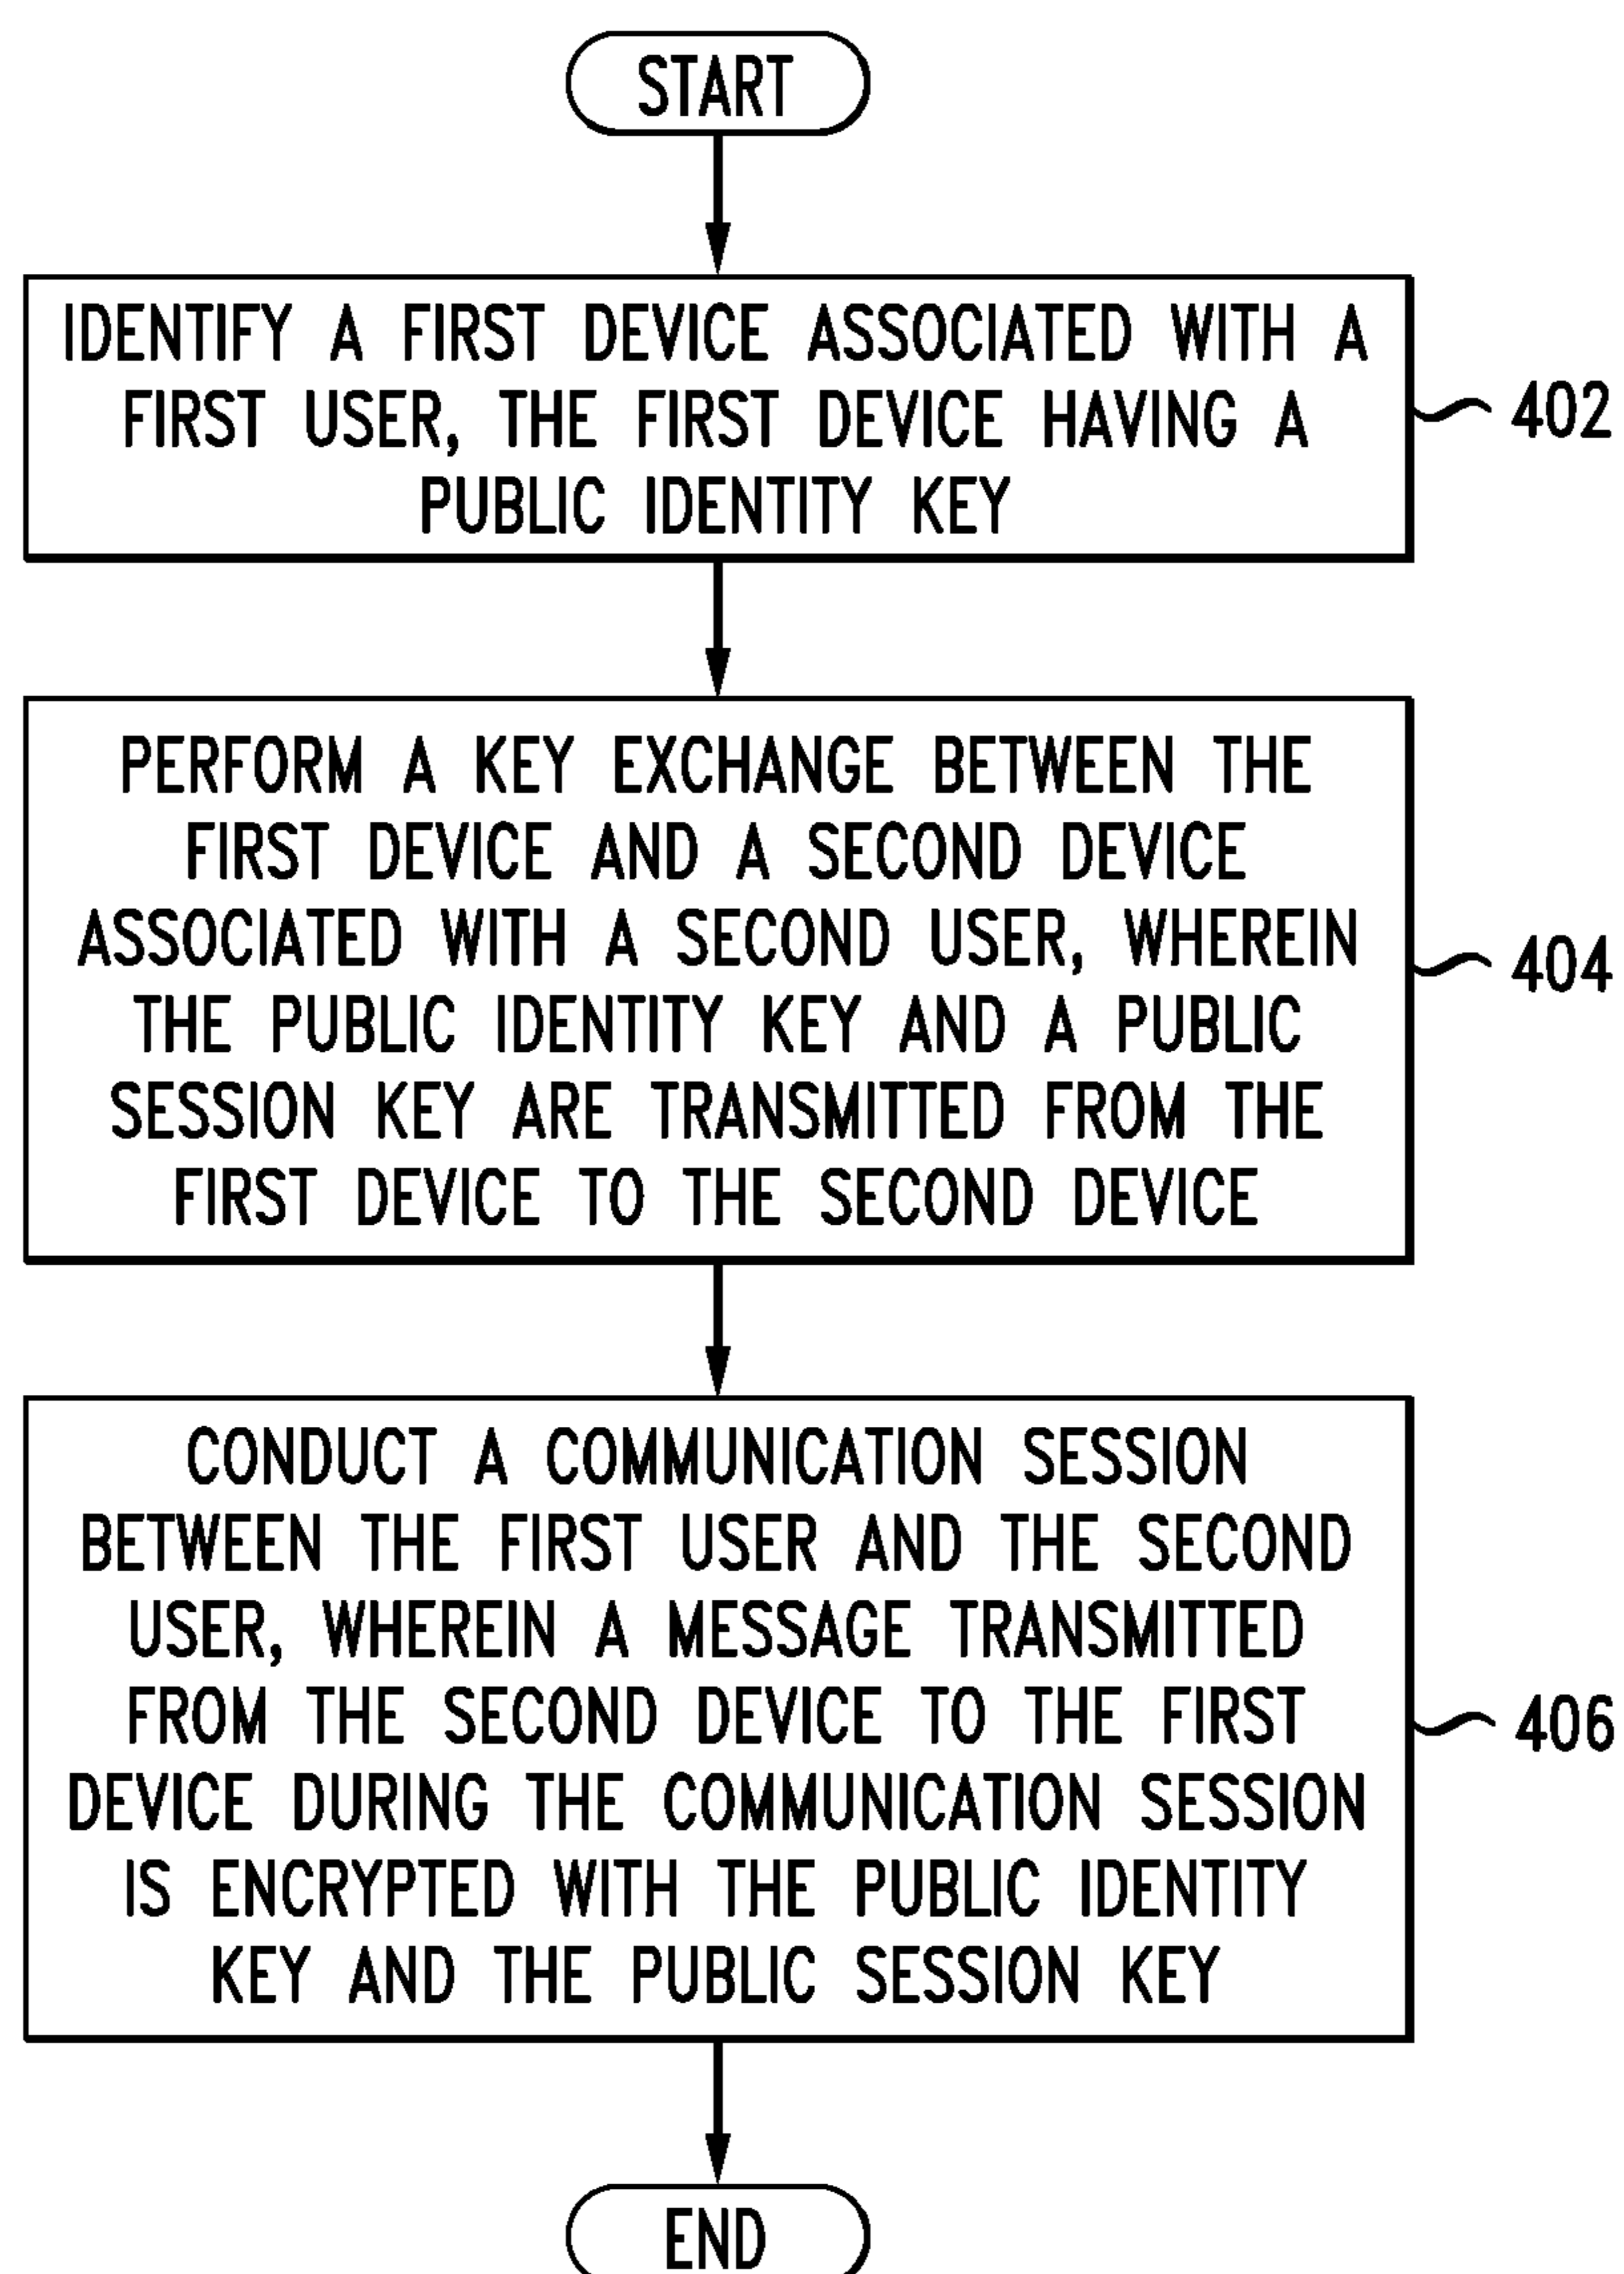 START
IDENTIFY A FIRST DEVICE ASSOCIATED WITH A
FIRST USER, THE FIRST DEVICE HAVING A
PUBLIC IDENTITY KEY
402
PERFORM A KEY EXCHANGE BETWEEN THE
FIRST DEVICE AND A SECOND DEVICE
ASSOCIATED WITH A SECOND USER, WHEREIN
THE PUBLIC IDENTITY KEY AND A PUBLIC
SESSION KEY ARE TRANSMITTED FROM THE
FIRST DEVICE TO THE SECOND DEVICE
404
CONDUCT A COMMUNICATION SESSION
BETWEEN THE FIRST USER AND THE SECOND
USER, WHEREIN A MESSAGE TRANSMITTED
FROM THE SECOND DEVICE TO THE FIRST
DEVICE DURING THE COMMUNICATION SESSION
IS ENCRYPTED WITH THE PUBLIC IDENTITY
KEY AND THE PUBLIC SESSION KEY
406
END